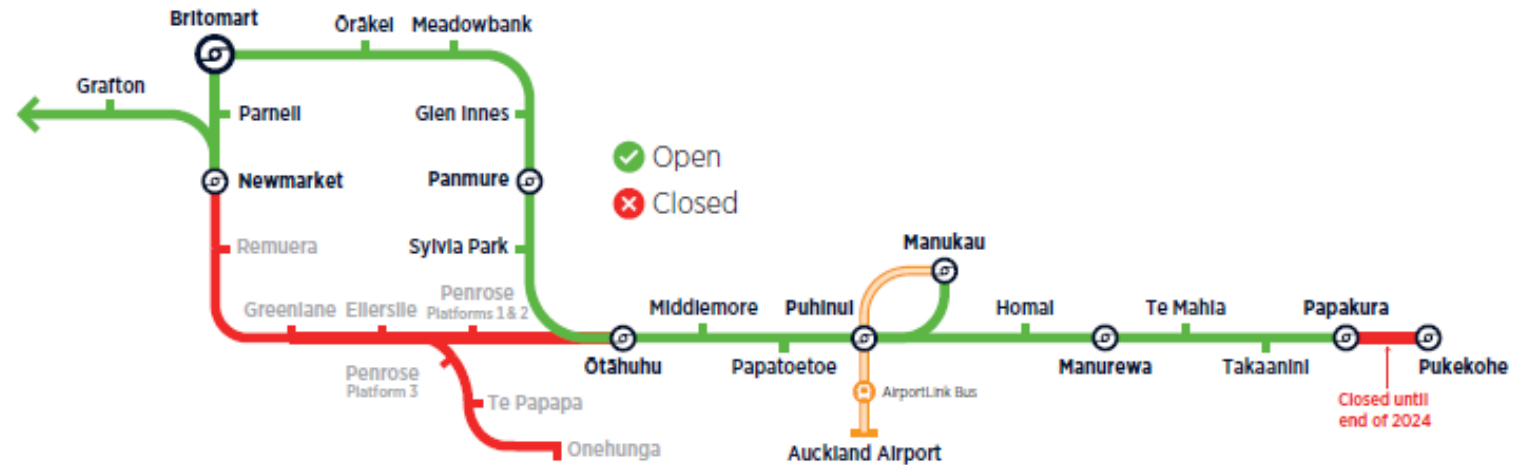 Britomart
Ōrākei
Meadowbank
Grafton
Parnell
Glen Innes
Open
Newmarket
Panmure
Closed
Remuera
Sylvia Park
Manukau
Greenlane
Ellerslie
Penrose
Platforms 1 & 2
Middlemore
Puhinui
Homai
Te Mahia
Papakura
Ōtāhuhu
Papatoetoe
Manurewa
Takaanini
Pukekohe
Penrose
Platform 3
AirportLink Bus
Te Papapa
Closed until
end of 2024
Onehunga
Auckland Airport